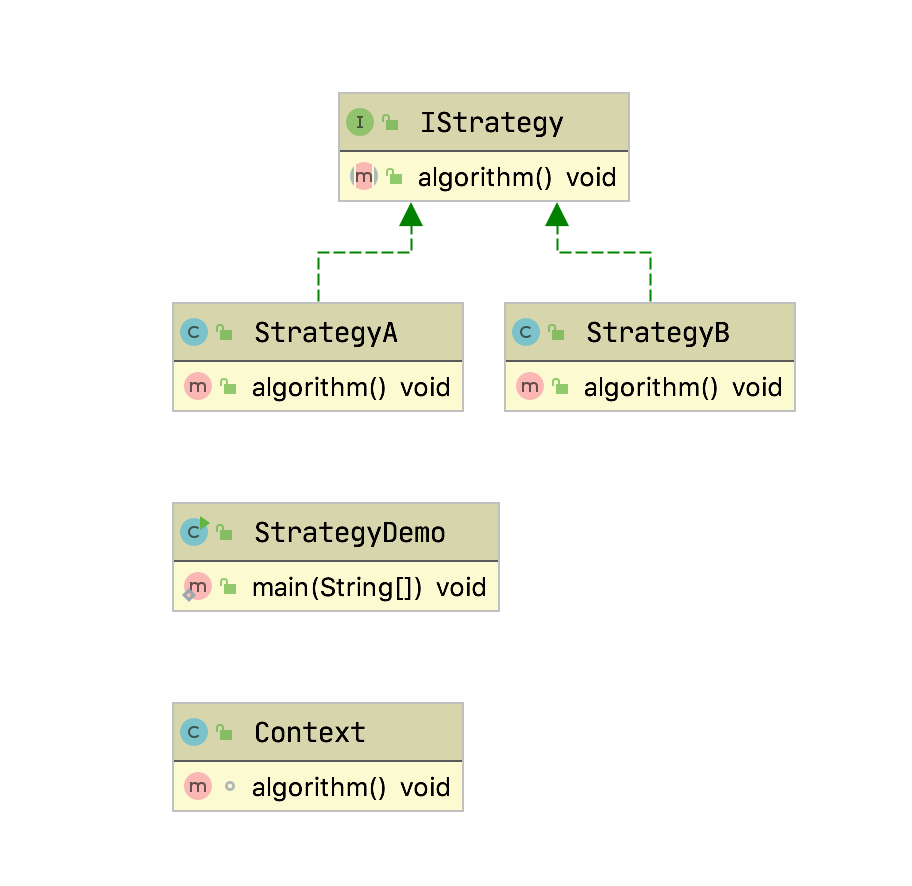 I IStrategy
m algorithm() void
C StrategyA
m algorithm() void
C StrategyB
m algorithm() void
C StrategyDemo
m main(String[]) void
C Context
m algorithm() void